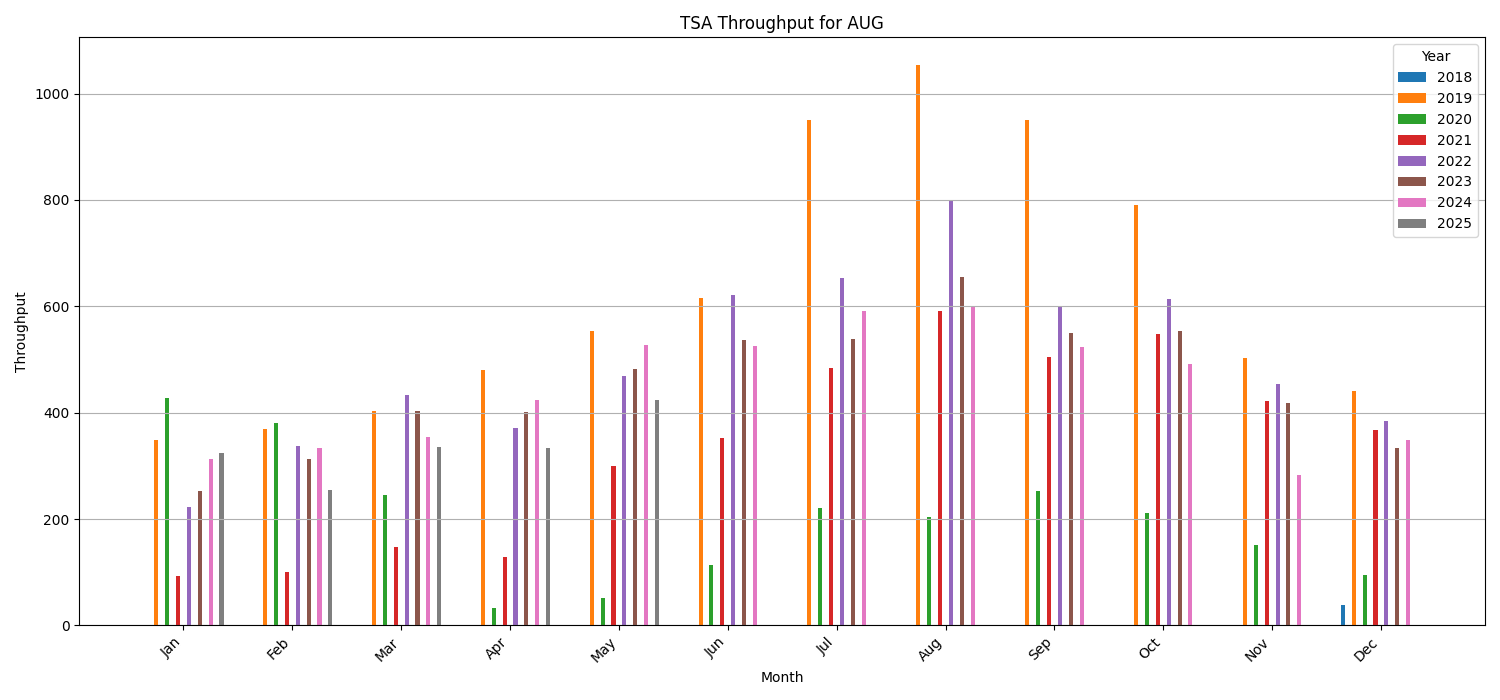 TSA Throughput for AUG
Throughput
1000
800
600
400
200
0
Year
2018
2019
2020
2021
2022
2023
2024
2025
Jan
Feb
Mar
Apr
May
Jun
Jul
Aug
Sep
Oct
Nov
Dec
Month